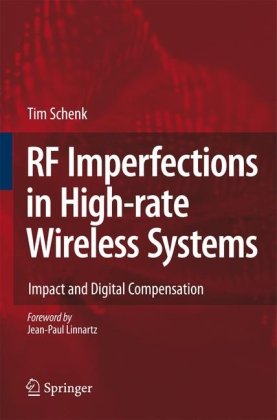 Tim Schenk
RF Imperfections
in High-rate
Wireless Systems
Impact and Digital Compensation
Foreword by
Jean-Paul Linnartz
Springer